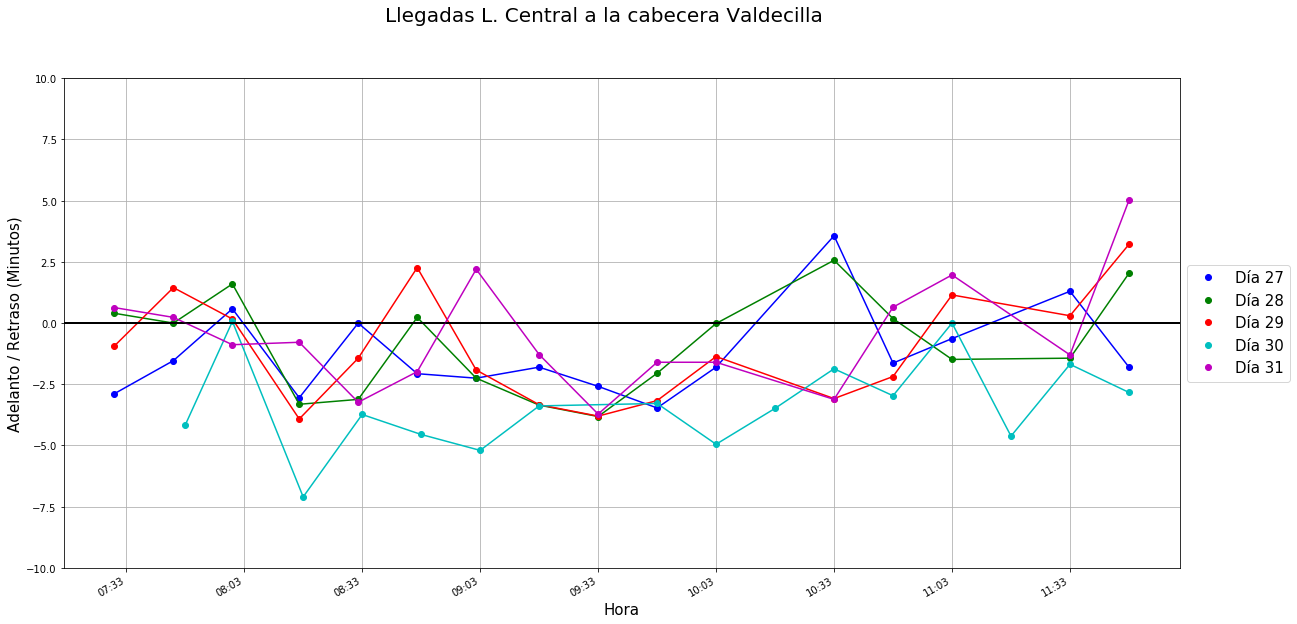 Llegadas L. Central a la cabecera Valdecilla
Adelanto / Retraso (Minutos)
10.0
7.5
5.0
2.5
0.0
−2.5
−5.0
−7.5
−10.0
07:33
08:03
08:33
09:03
09:33
10:03
10:33
11:03
11:33
Hora
Día 27
Día 28
Día 29
Día 30
Día 31